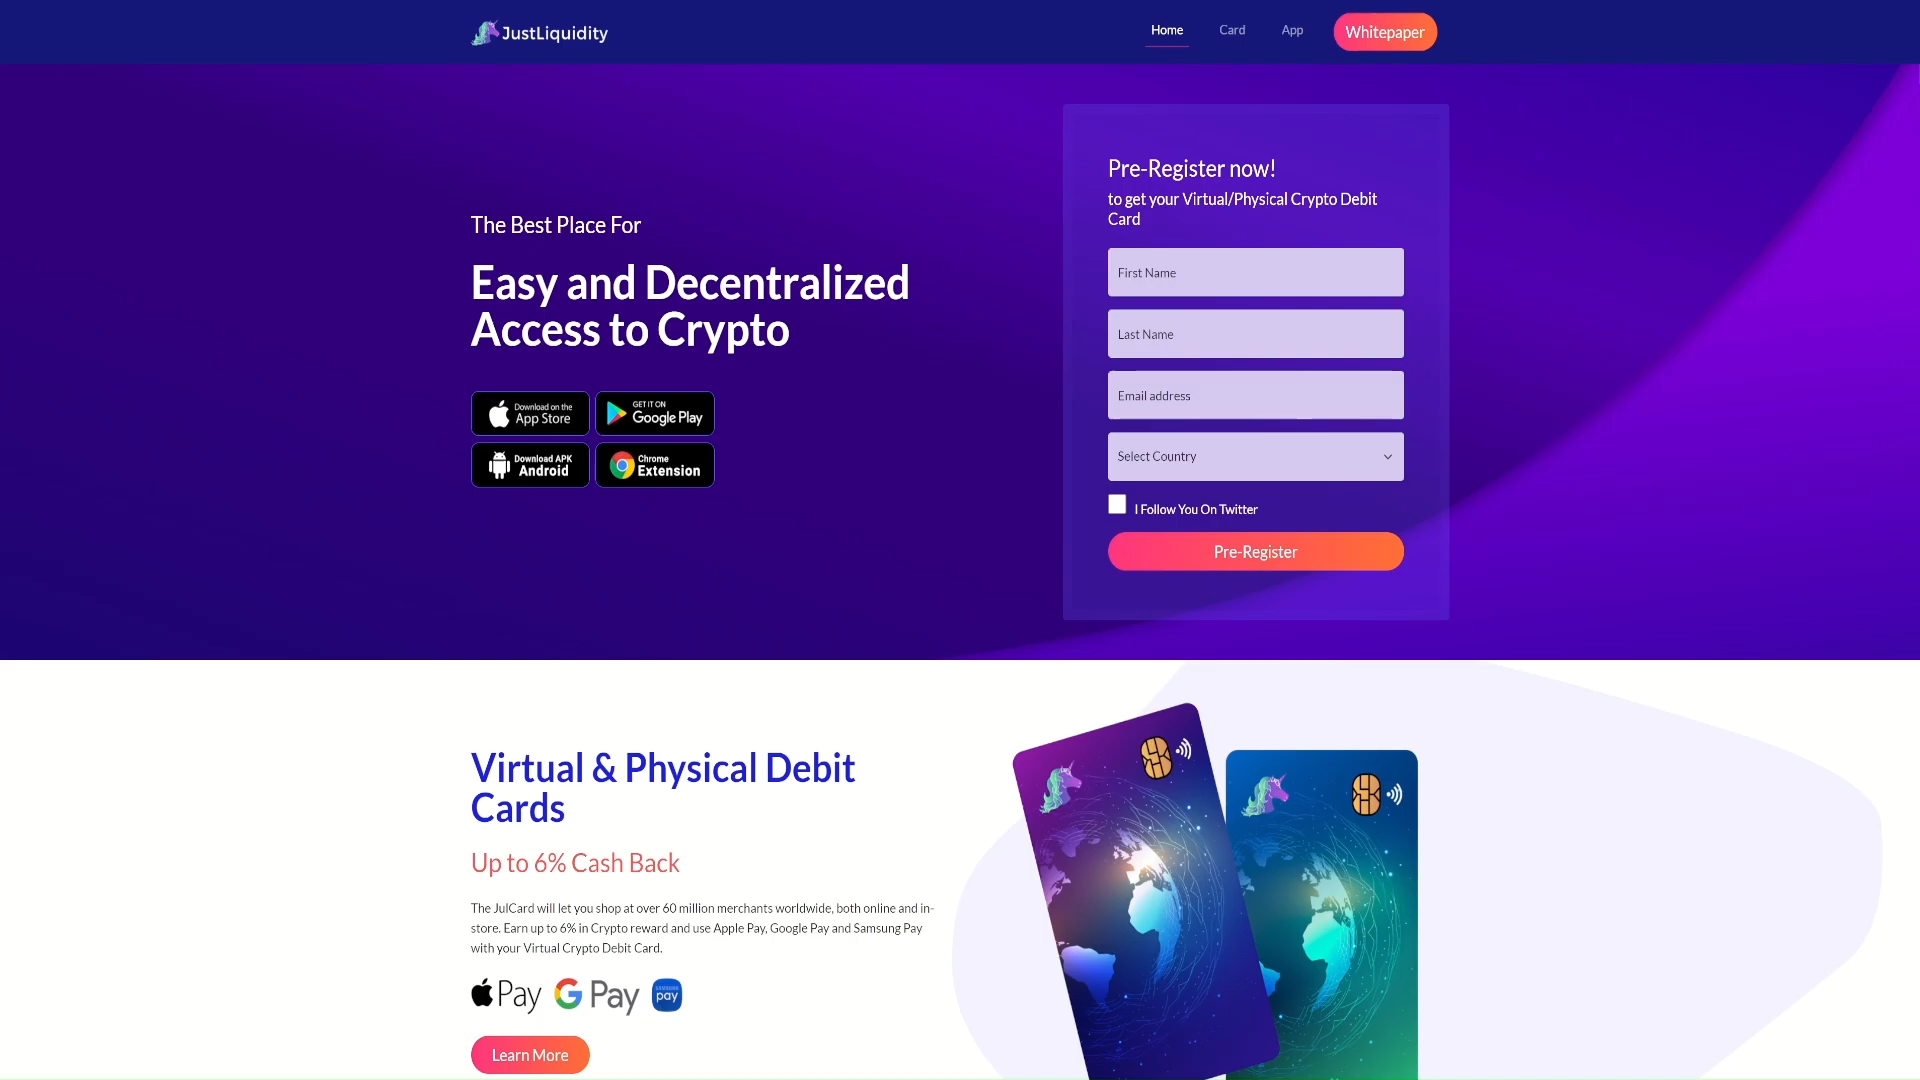 JustLiquidity
Home
Card
App
Whitepaper
The Best Place For
Easy and Decentralized
Access to Crypto
Download on the
App Store
GET IT ON
Google Play
Download APK
Android
Chrome
Extension
Pre-Register now!
to get your Virtual/Physical Crypto Debit
Card
First Name
Last Name
Email address
Select Country
I Follow You On Twitter
Pre-Register
Virtual & Physical Debit
Cards
Up to 6% Cash Back
The JulCard will let you shop at over 60 million merchants worldwide, both online and in-
store. Earn up to 6% in Crypto reward and use Apple Pay, Google Pay and Samsung Pay
with your Virtual Crypto Debit Card.
Pay
G Pay
SAMSUNG
pay
Learn More